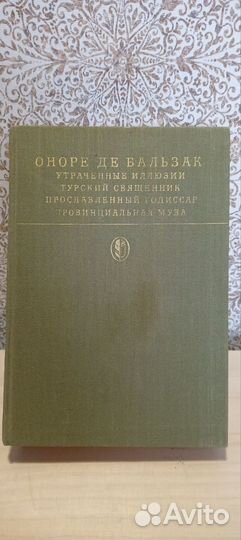 ОНОРЕ ДЕ БАЛЬЗАК
УТРАЧЕННЫЕ ИЛЛЮЗИИ
ТУРСКИЙ СВЯЩЕННИК
ПРОСЛАВЛЕННЫЙ ГОДИССАР
ПРОВИНЦИАЛЬНАЯ МУЗА
Avito